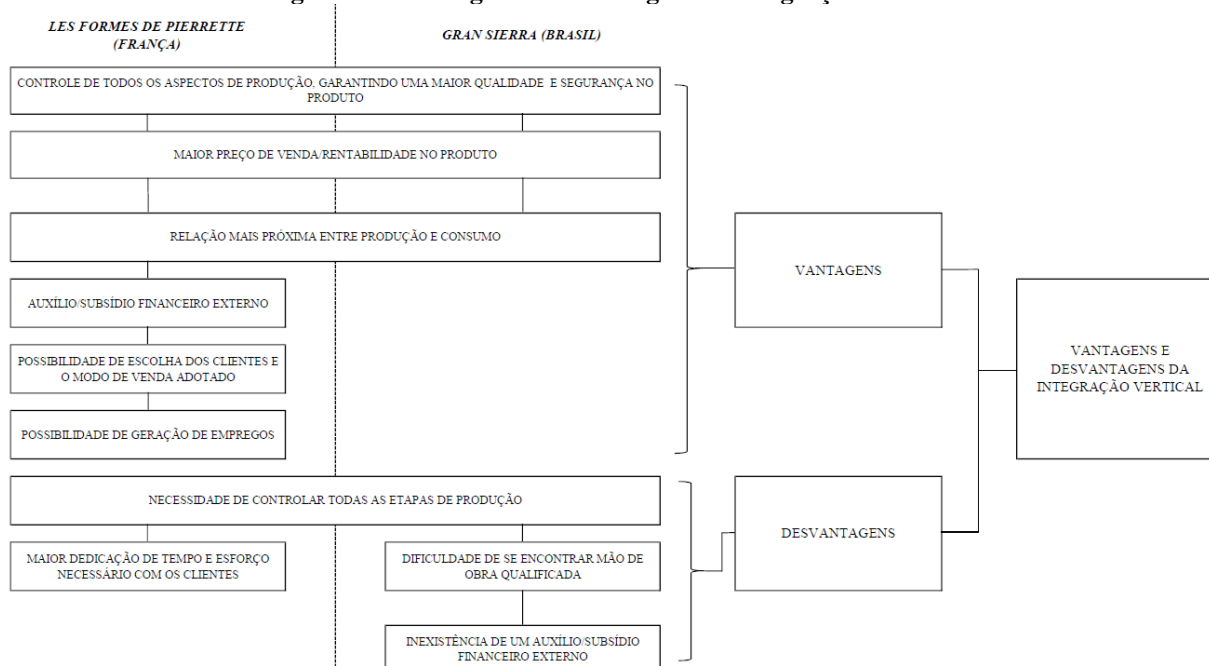 LES FORMES DE PIERRETTE
(FRANÇA)
GRAN SIERRA (BRASIL)
CONTROLE DE TODOS OS ASPECTOS DE PRODUÇÃO, GARANTINDO UMA MAIOR QUALIDADE E SEGURANÇA NO
PRODUTO
MAIOR PREÇO DE VENDA/RENTABILIDADE NO PRODUTO
RELAÇÃO MAIS PRÓXIMA ENTRE PRODUÇÃO E CONSUMO
AUXÍLIO/SUBSÍDIO FINANCEIRO EXTERNO
POSSIBILIDADE DE ESCOLHA DOS CLIENTES E
O MODO DE VENDA ADOTADO
POSSIBILIDADE DE GERAÇÃO DE EMPREGOS
VANTAGENS
VANTAGENS E
DESVANTAGENS DA
INTEGRAÇÃO VERTICAL
NECESSIDADE DE CONTROLAR TODAS AS ETAPAS DE PRODUÇÃO
MAIOR DEDICAÇÃO DE TEMPO E ESFORÇO
NECESSÁRIO COM OS CLIENTES
DIFICULDADE DE SE ENCONTRAR MÃO DE
OBRA QUALIFICADA
INEXISTÊNCIA DE UM AUXÍLIO/SUBSÍDIO
FINANCEIRO EXTERNO
DESVANTAGENS